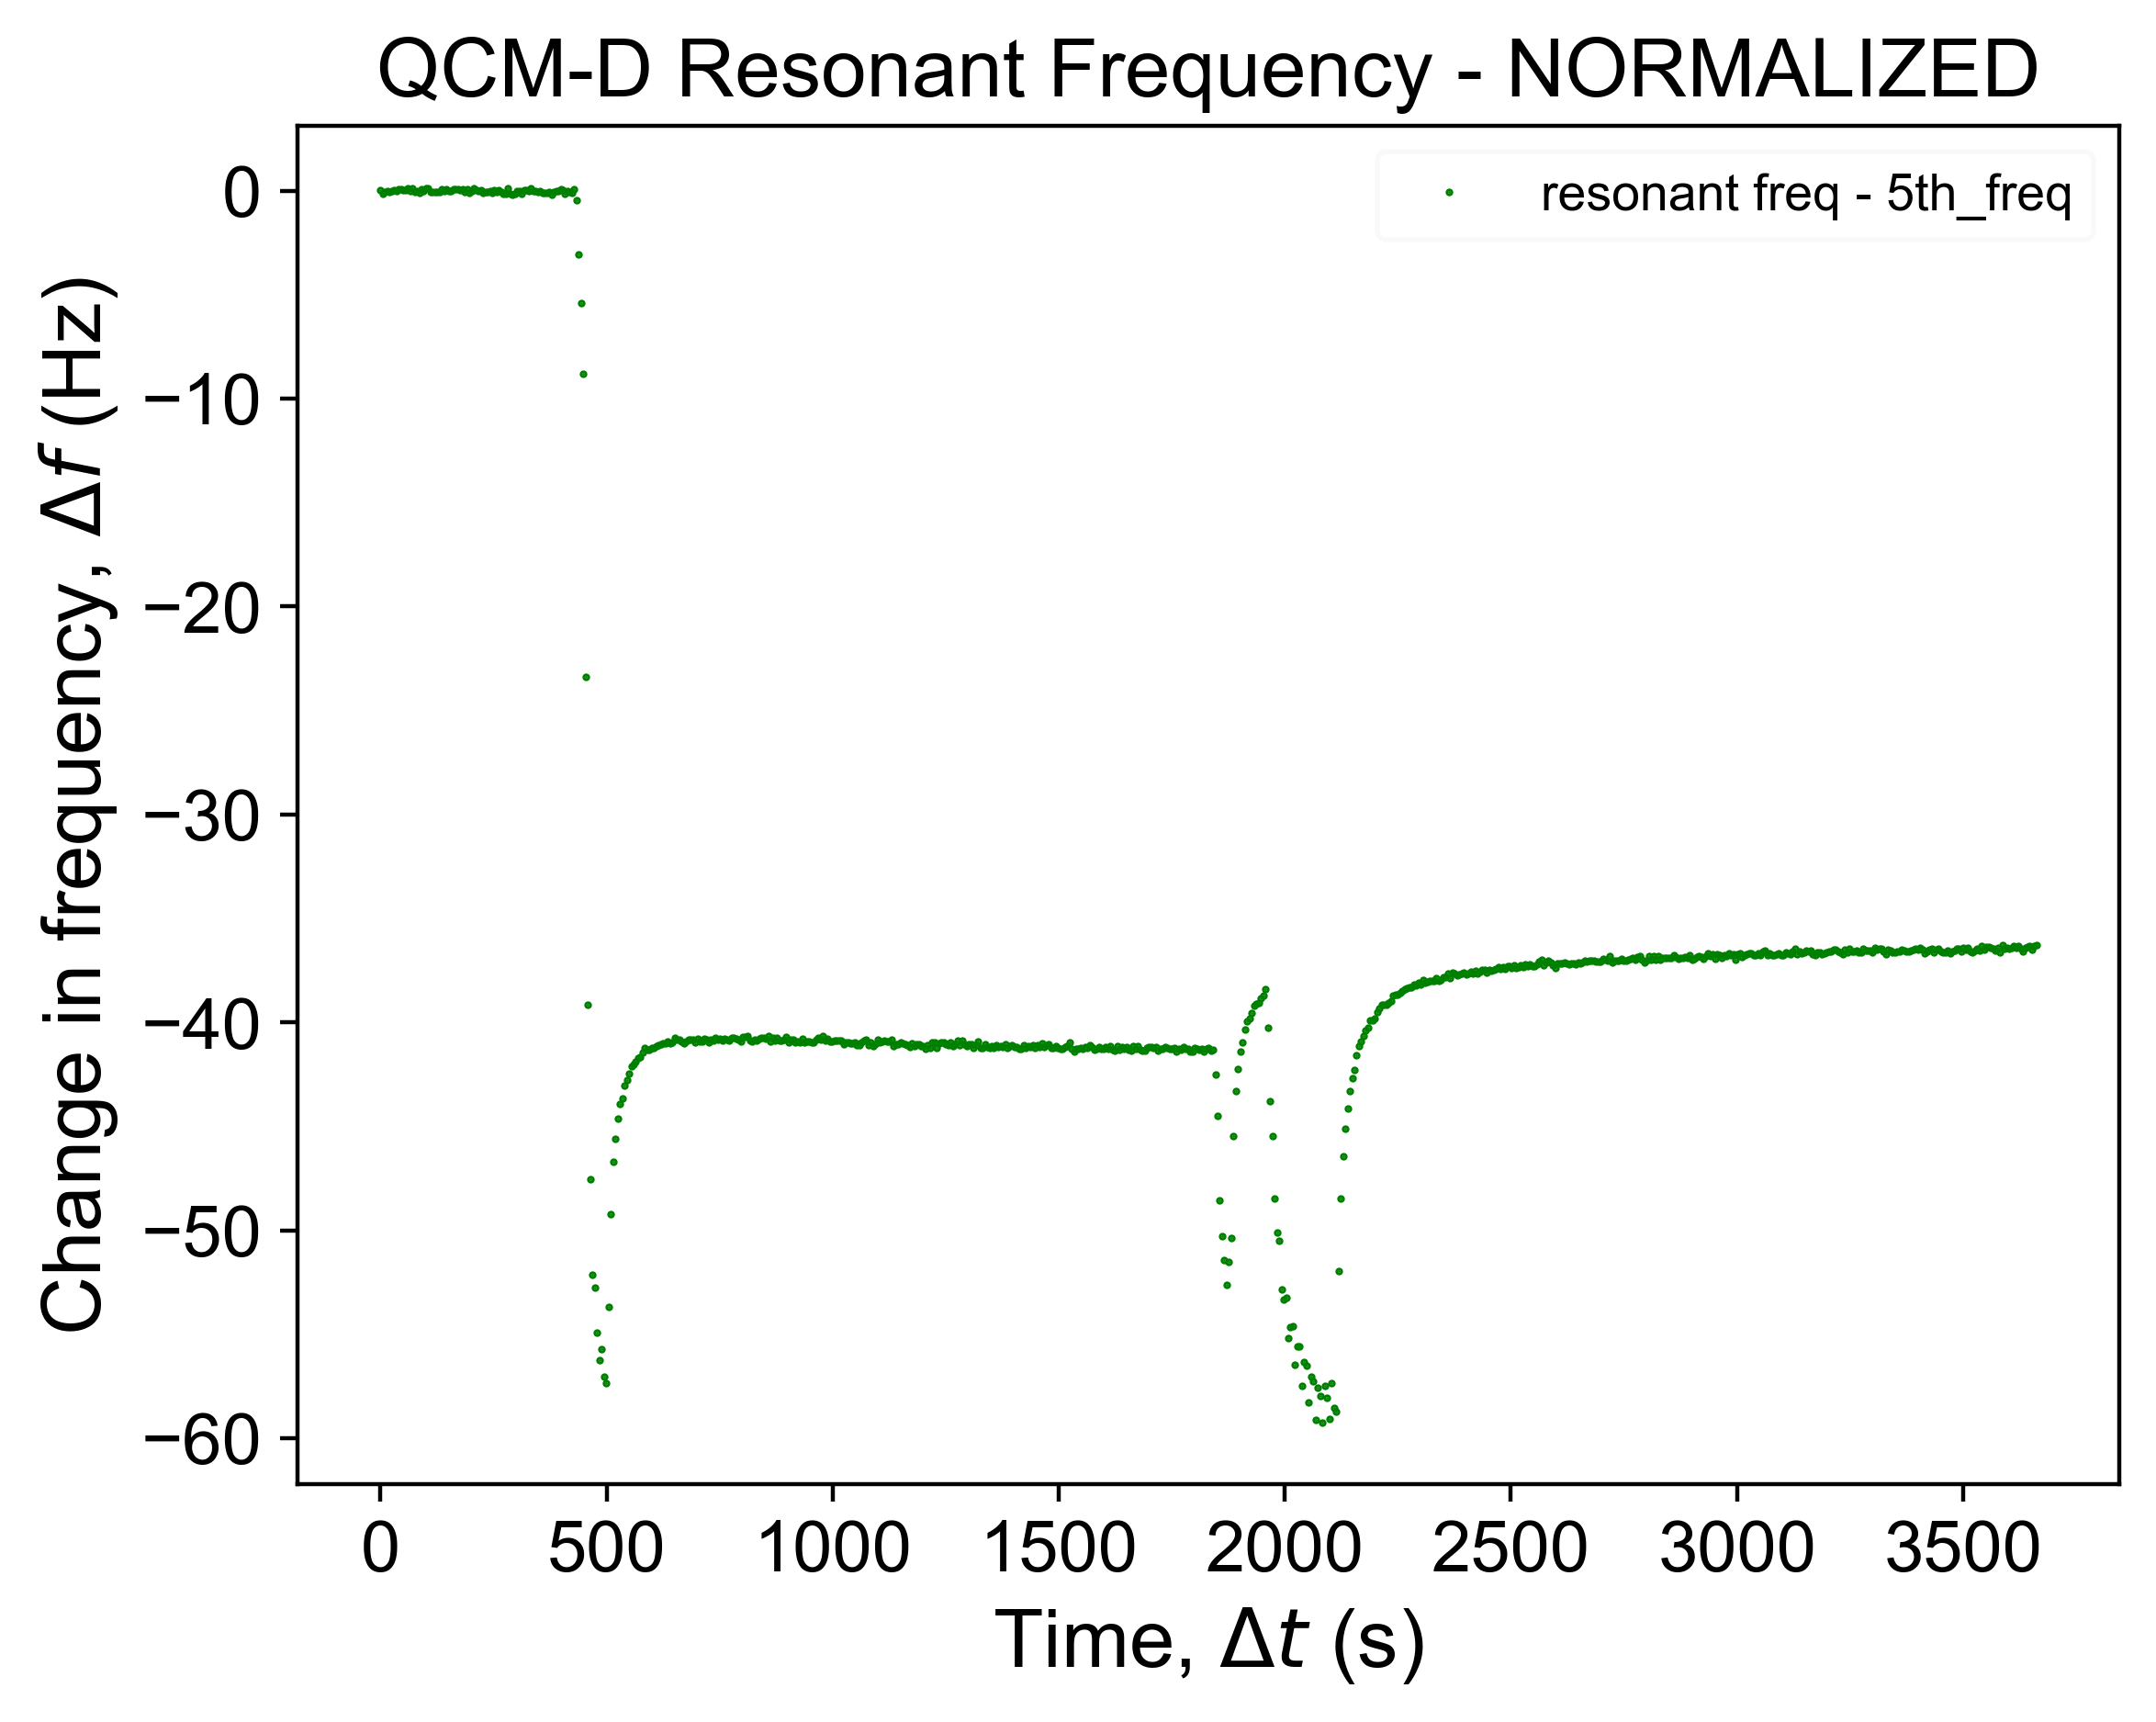 QCM-D Resonant Frequency - NORMALIZED
resonant freq - 5th_freq
Change in frequency, Δf (Hz)
0
−10
−20
−30
−40
−50
−60
0 500 1000 1500 2000 2500 3000 3500
Time, Δt (s)